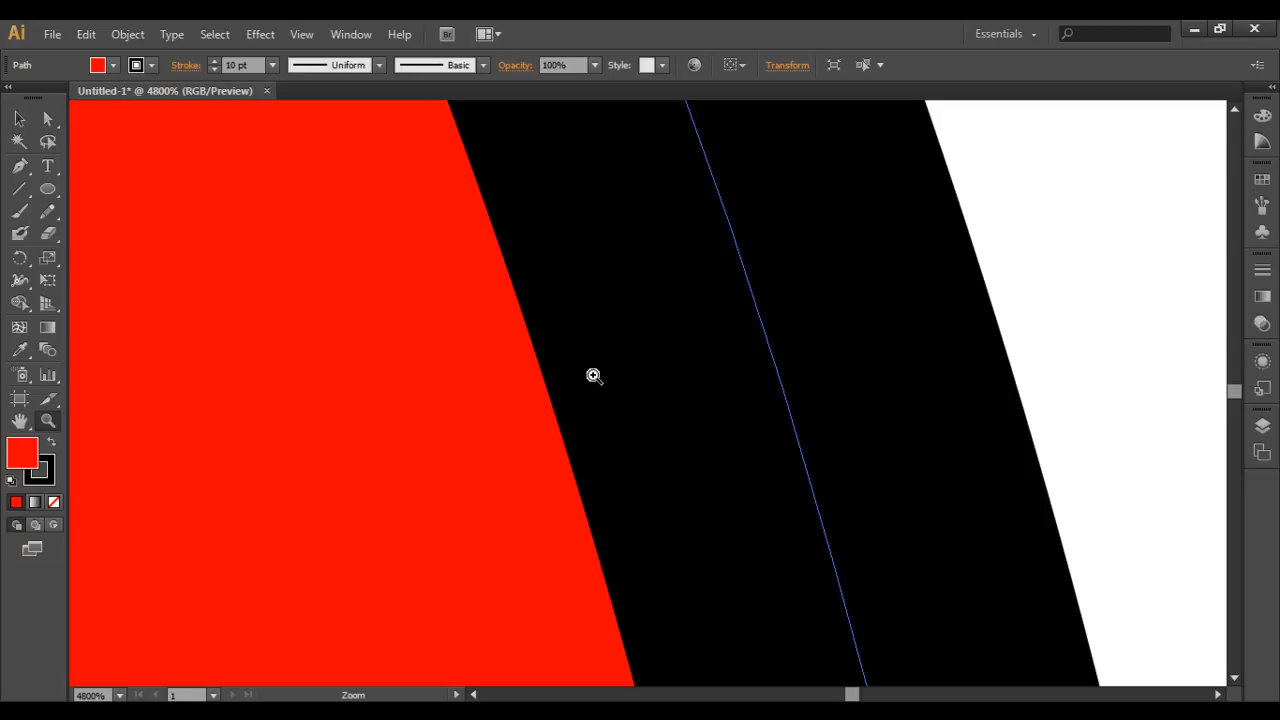 Ai File Edit Object Type Select Effect View Window Help Br Essentials
Path Stroke: 10 pt Uniform Basic Opacity: 100% Style: Transform
Untitled-1* @ 4800% (RGB/Preview)
T
4800% 1 Zoom